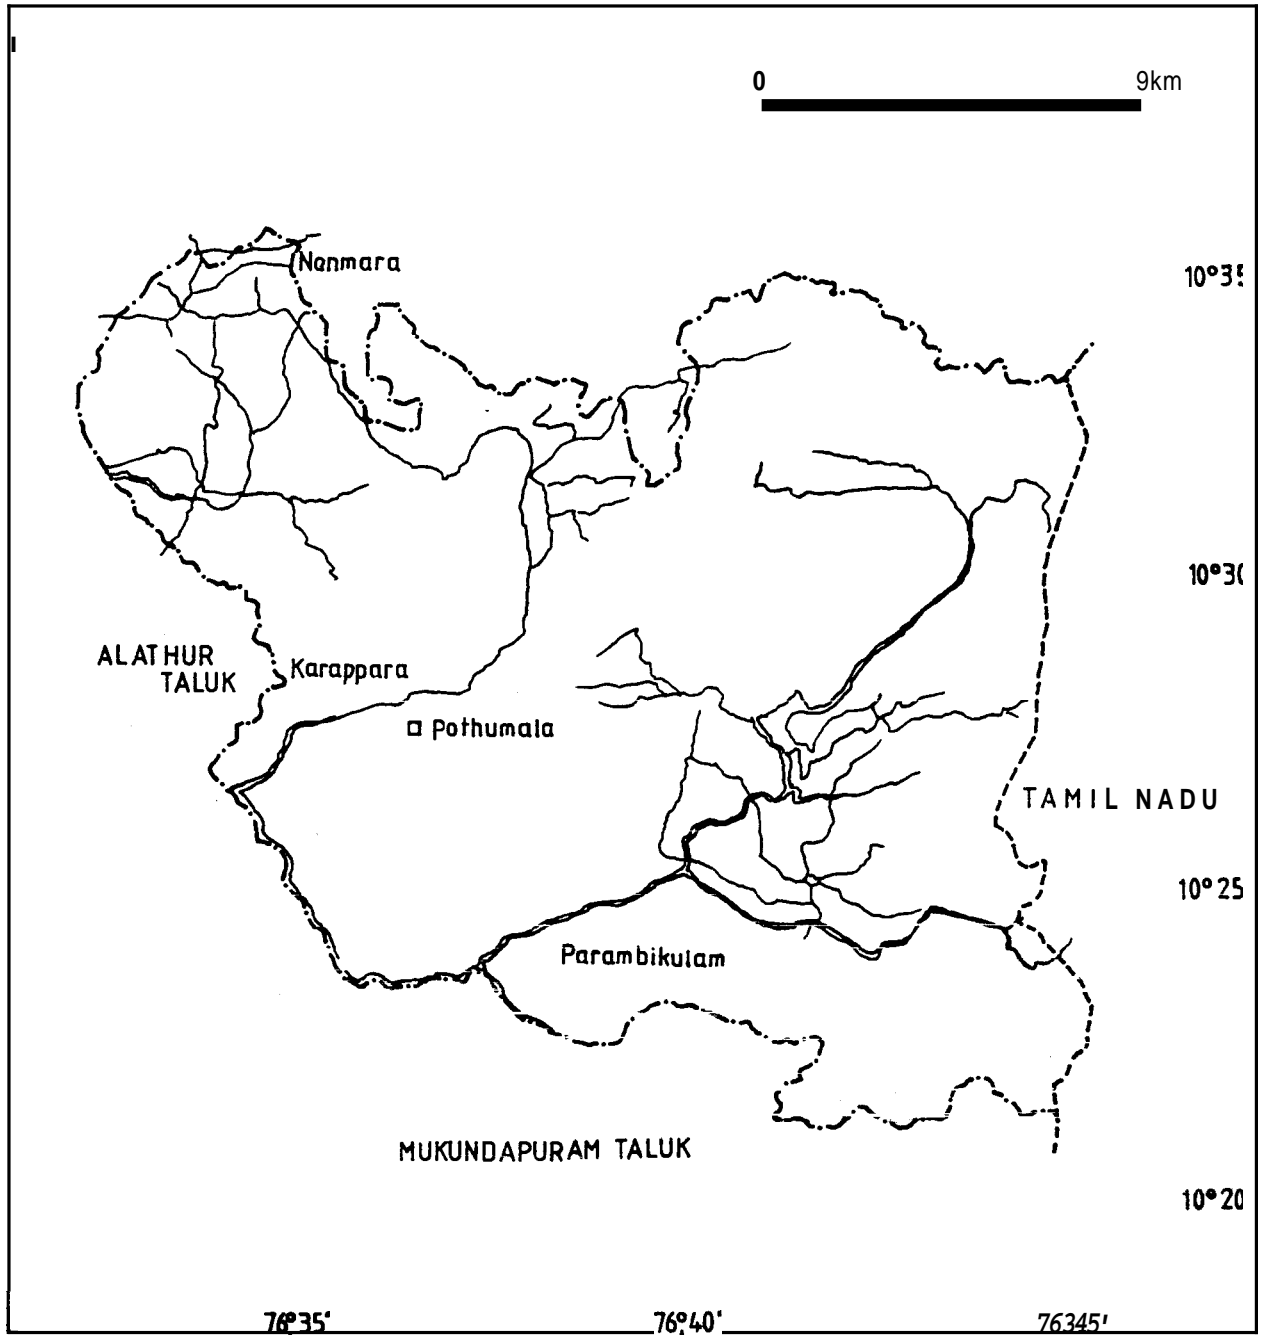 0 9km
Nenmara
10°35
10°30
ALATHUR
TALUK
Karappara
Pothumala
TAMIL NADU
10°25
Parambikulam
MUKUNDAPURAM TALUK
10°20
76°35'
76°40'
76345'